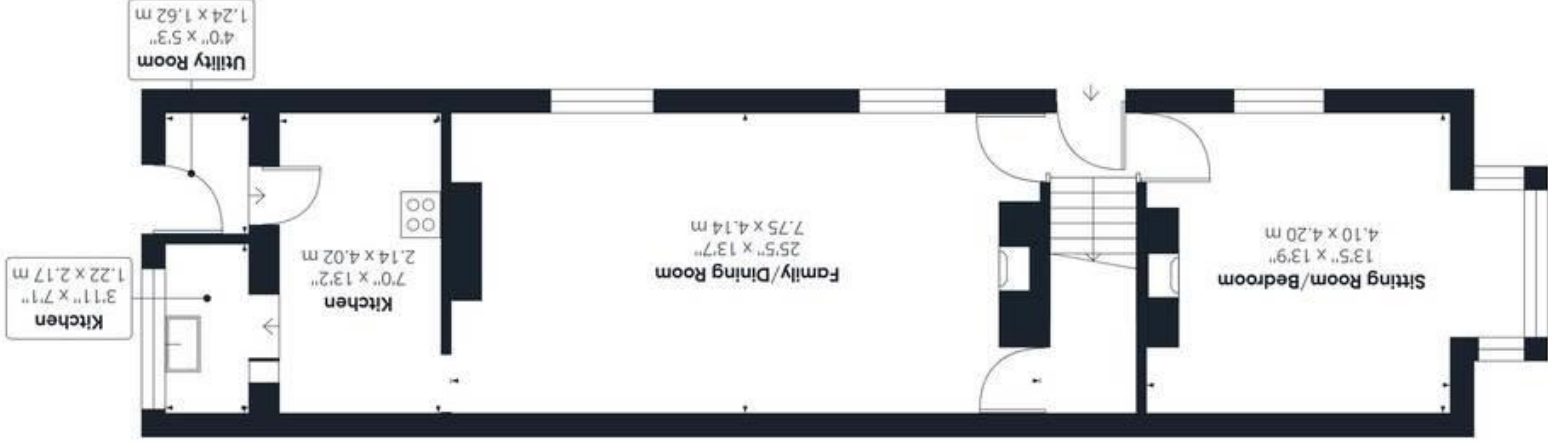 Sitting Room/Bedroom
13'5" x 13'9"
4.10 x 4.20 m
Family/Dining Room
25'5" x 13'7"
7.75 x 4.14 m
Kitchen
7'0" x 13'2"
2.14 x 4.02 m
Kitchen
3'11" x 7'1"
1.22 x 2.17 m
Utility Room
4'0" x 5'3"
1.24 x 1.62 m